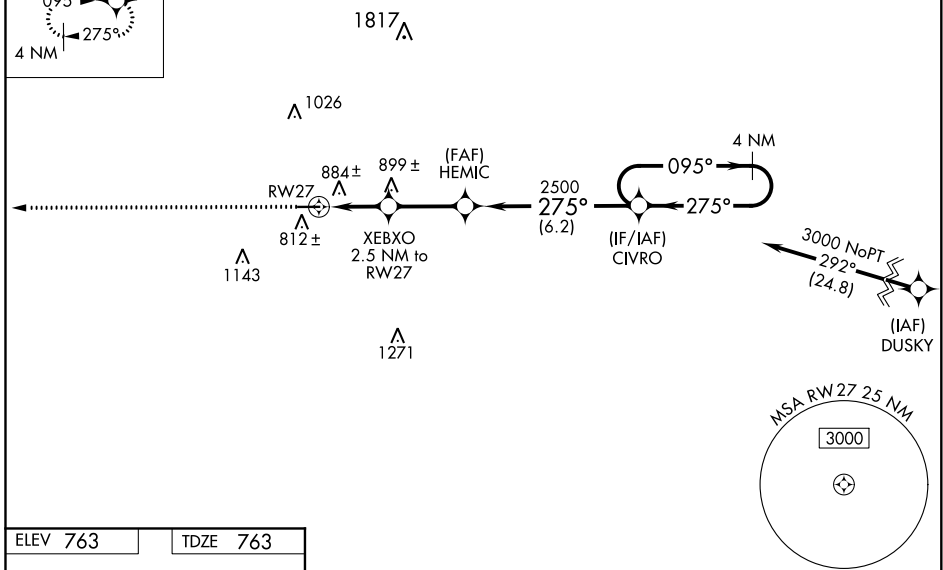 095°
275°
4 NM
1817
1026
4 NM
(FAF)
HEMIC
095°
884±
899±
2500
RW27
275°
275°
(6.2)
812±
XEBXO
2.5 NM to
RW27
(IF/IAF)
CIVRO
3000 NoPT
292°
(24.8)
1143
(IAF)
DUSKY
1271
MSA RW27 25 NM
3000
ELEV 763
TDZE 763